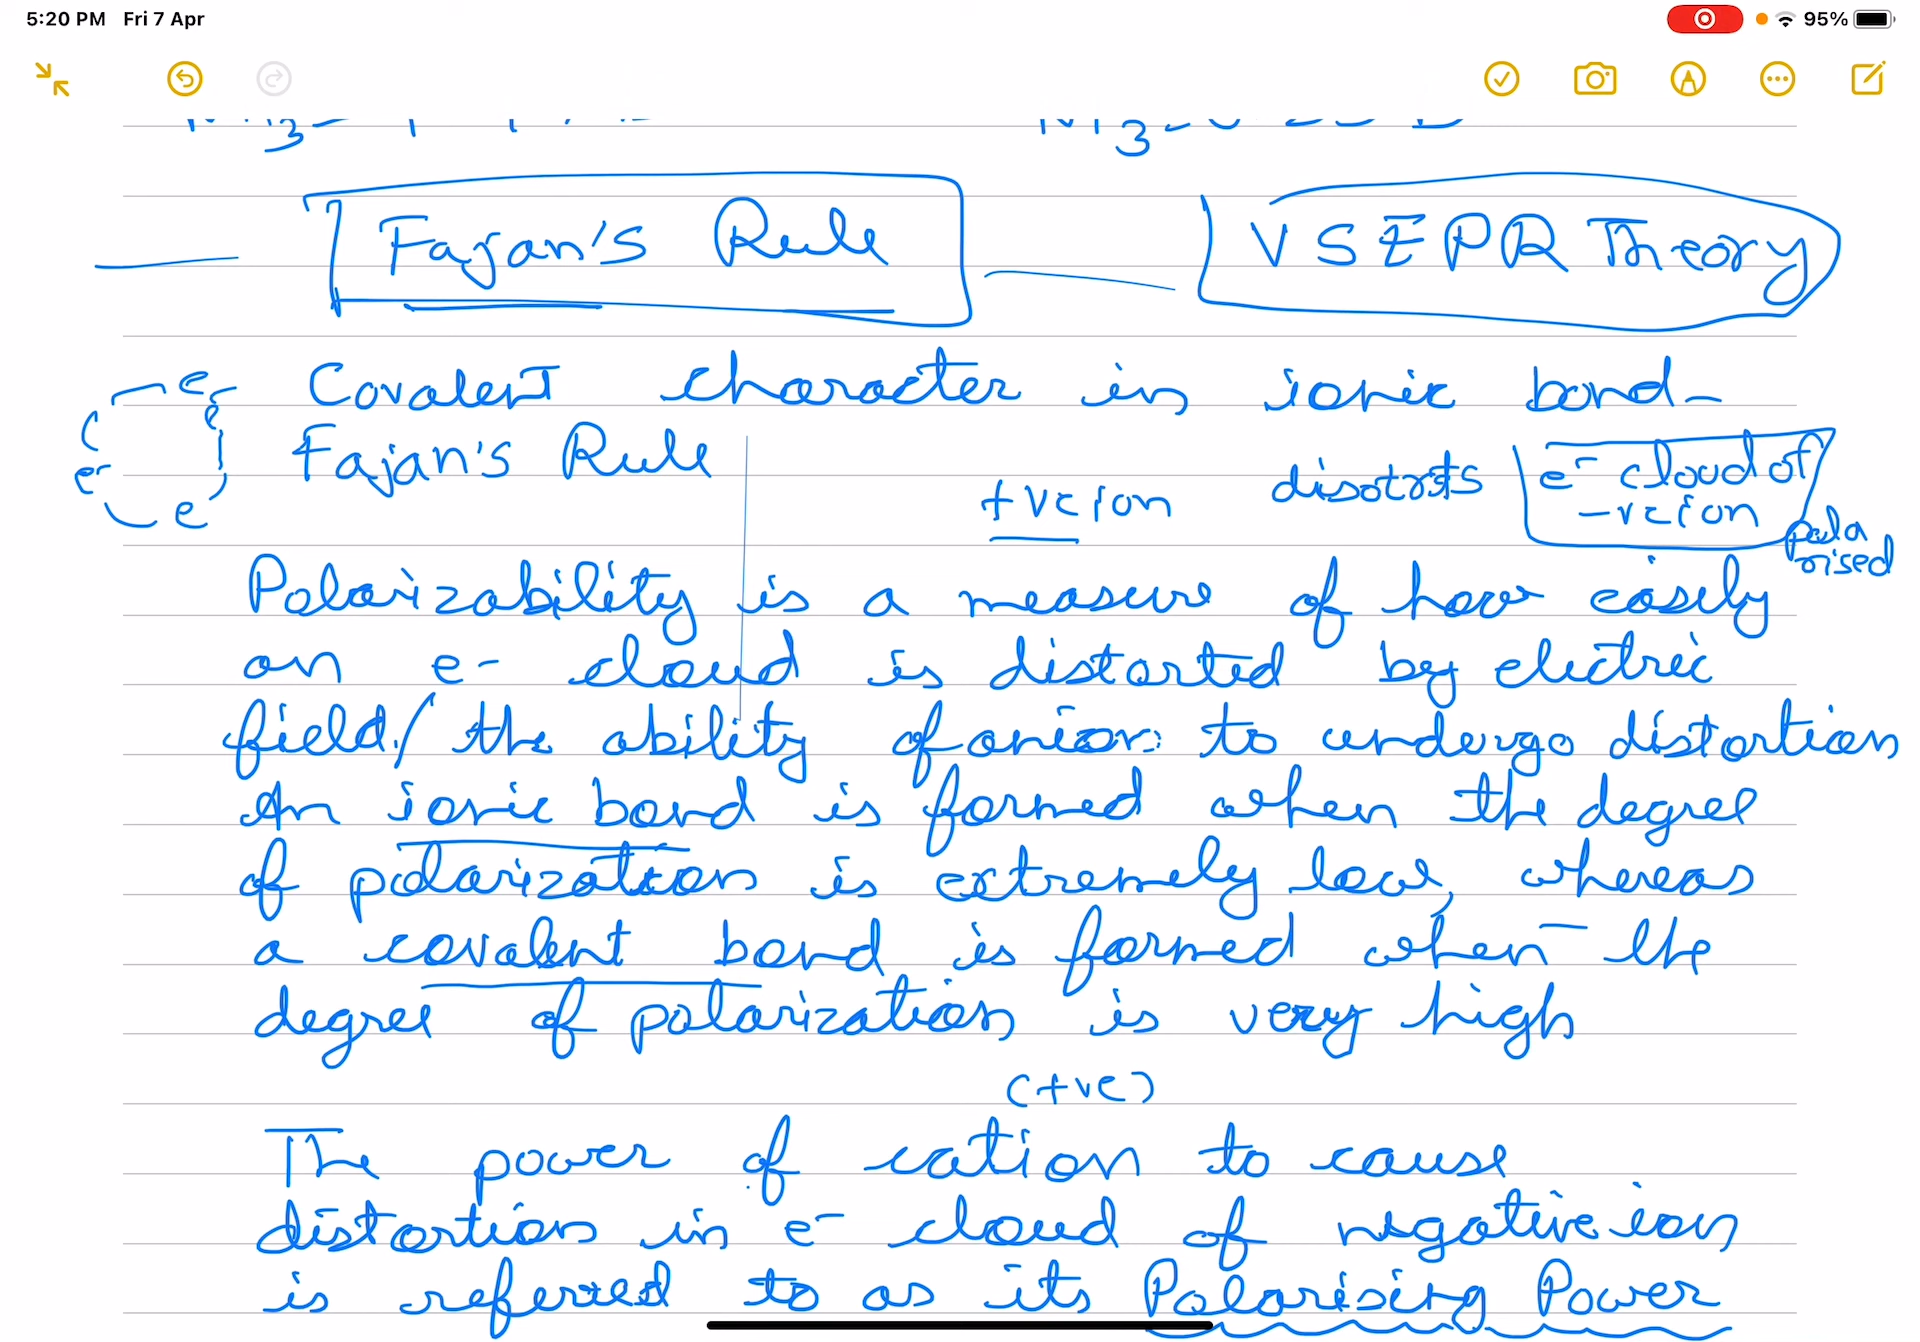 5:20 PM Fri 7 Apr 95%
Fajan's Rule VSEPR Theory
Covalent character in ionic bond-
Fajan's Rule
+ve ion disotrts e- cloud of -ve ion
pola rised
Polarizability is a measure of how easily
an e- cloud is distorted by electric
field/ the ability of anion to undergo distortion
An ionic bond is formed when the degree
of polarization is extremely low, whereas
a covalent bond is formed when the
degree of polarization is very high
(+ve)
The power of cation to cause
distortion in e- cloud of negative ion
is referred to as its Polarising Power